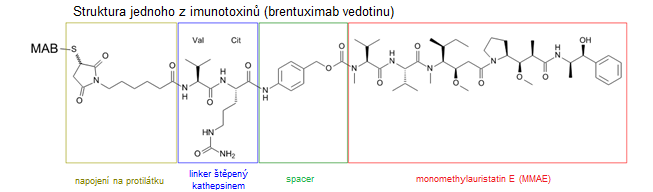 Struktura jednoho z imunotoxinů (brentuximab vedotinu)
MAB
S
Val
Cit
O
O
O
O
OH
N
O
N
H
H
N
O
N
H
O
N
O
N
H
N
O
N
O
O
N
O
O
H
N
HN
O
NH2
napojení na protilátku
linker štěpený
kathepsinem
spacer
monomethylauristatin E (MMAE)